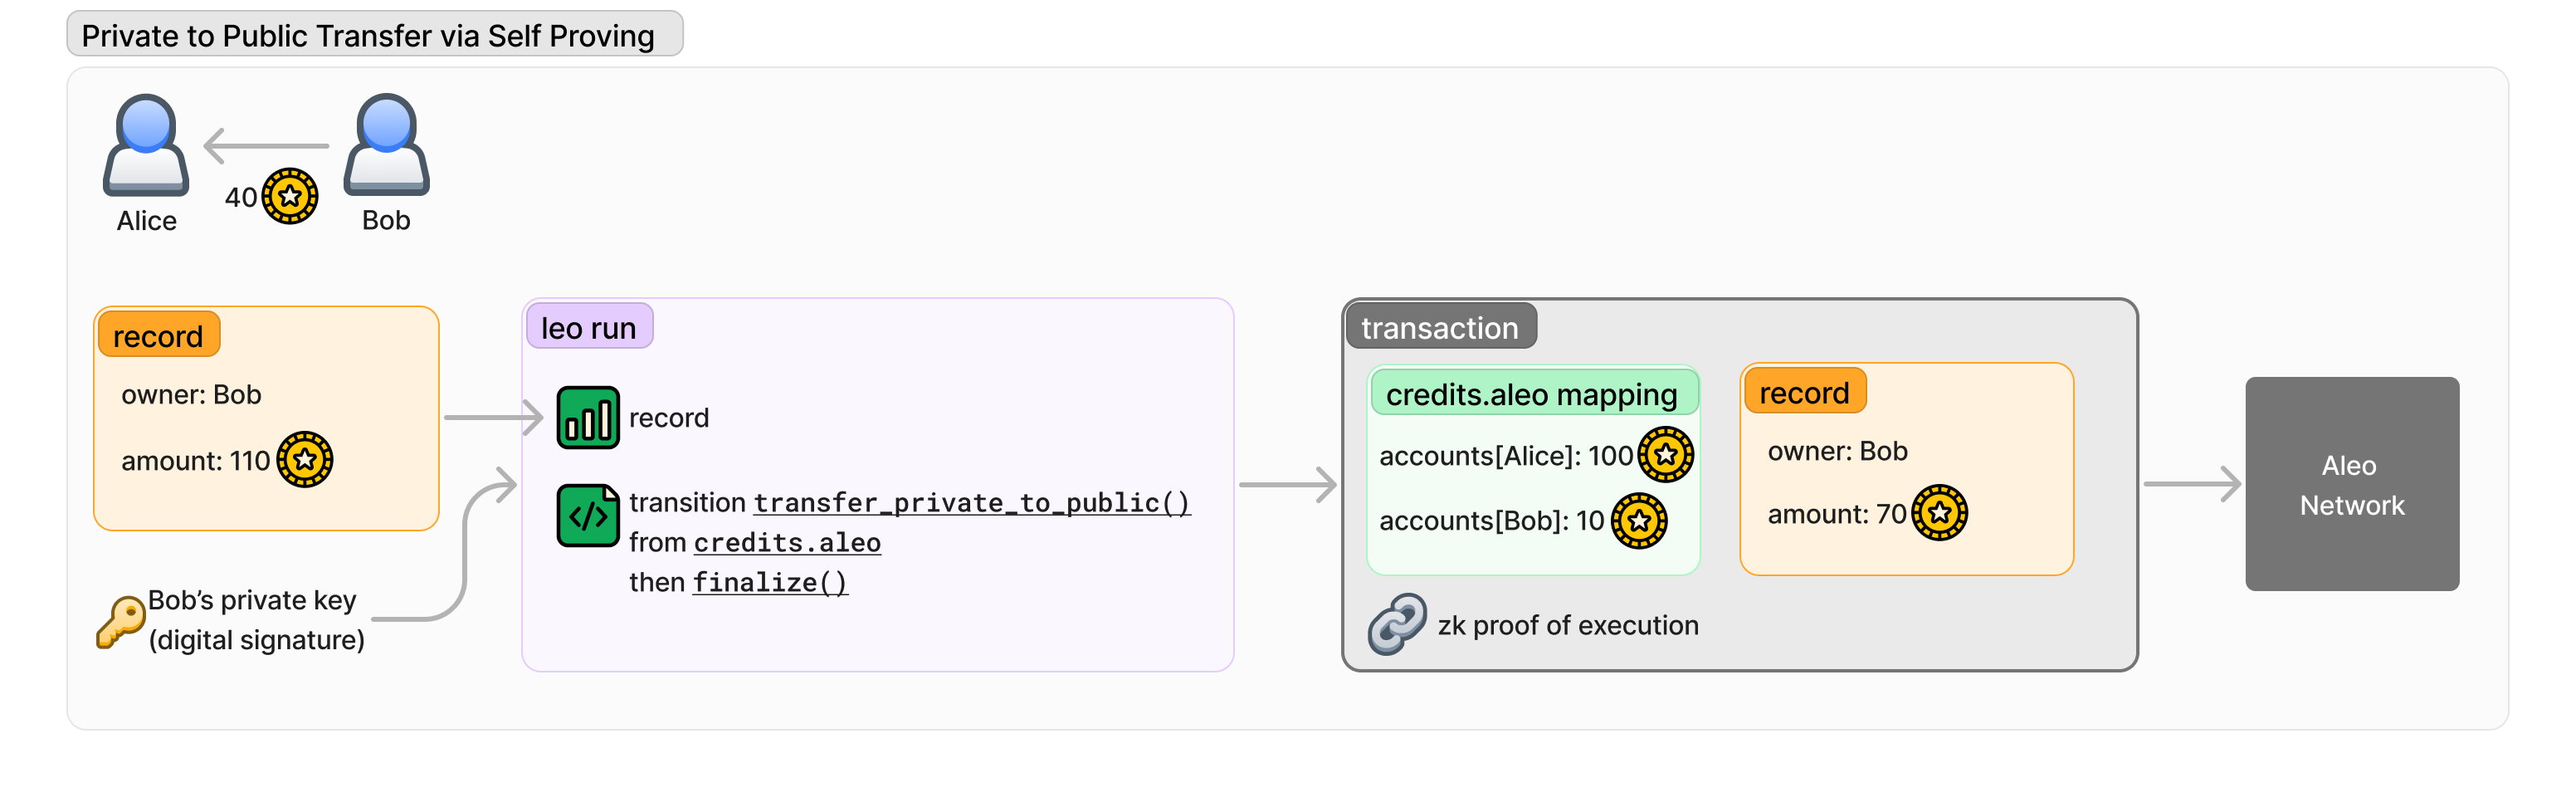 Private to Public Transfer via Self Proving
40
Alice
Bob
record
owner: Bob
amount: 110
Bob’s private key
(digital signature)
leo run
record
transition transfer_private_to_public()
from credits.aleo
then finalize()
transaction
credits.aleo mapping
accounts[Alice]: 100
accounts[Bob]: 10
record
owner: Bob
amount: 70
zk proof of execution
Aleo
Network